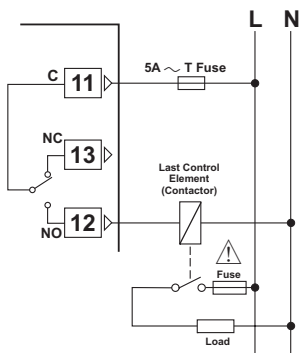 L N
5A ~ T Fuse
C 11
NC 13
Last Control
Element
(Contactor)
NO 12
Fuse
Load